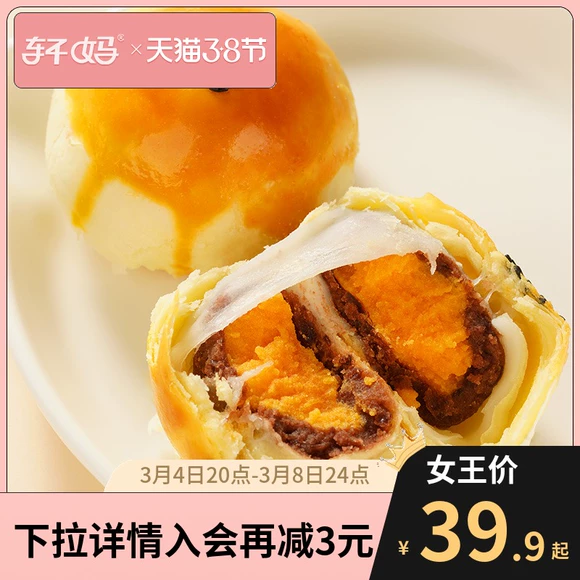 轩妈® × 天猫3.8节
3月4日20点-3月8日24点
女王价
下拉详情入会再减3元
¥39.9起